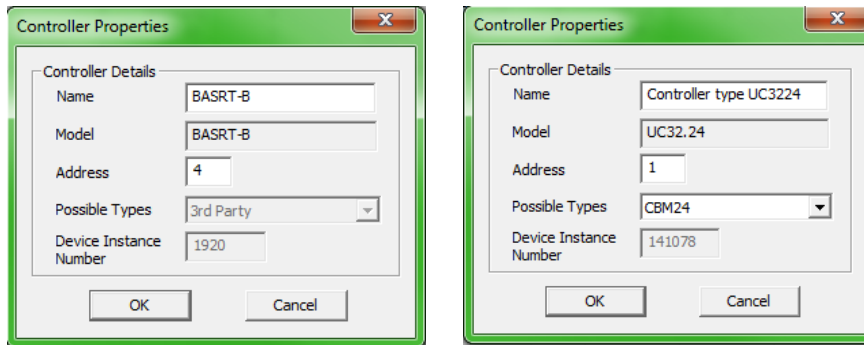 Controller Properties
Controller Details
Name BASRT-B
Model BASRT-B
Address 4
Possible Types 3rd Party
Device Instance Number 1920
OK Cancel
Controller Properties
Controller Details
Name Controller type UC3224
Model UC32.24
Address 1
Possible Types CBM24
Device Instance Number 141078
OK Cancel